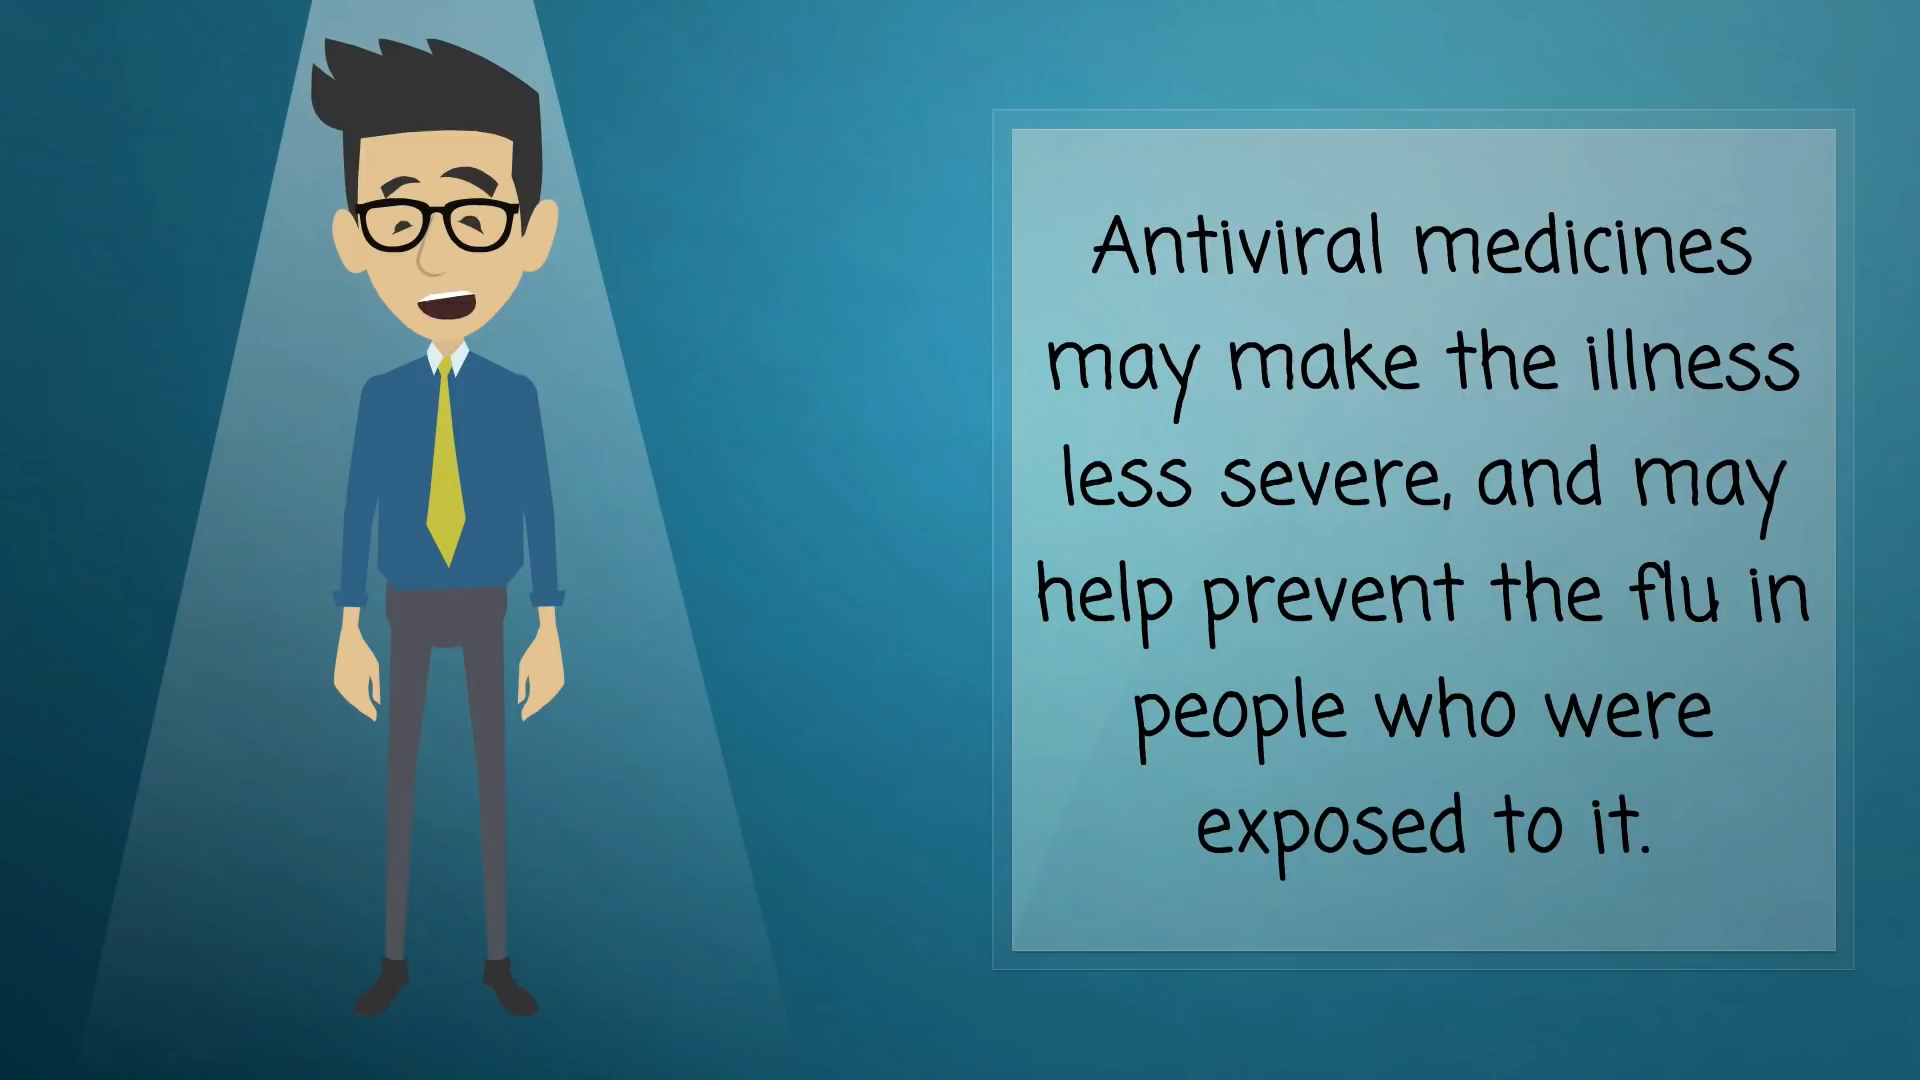 Antiviral medicines
may make the illness
less severe, and may
help prevent the flu in
people who were
exposed to it.